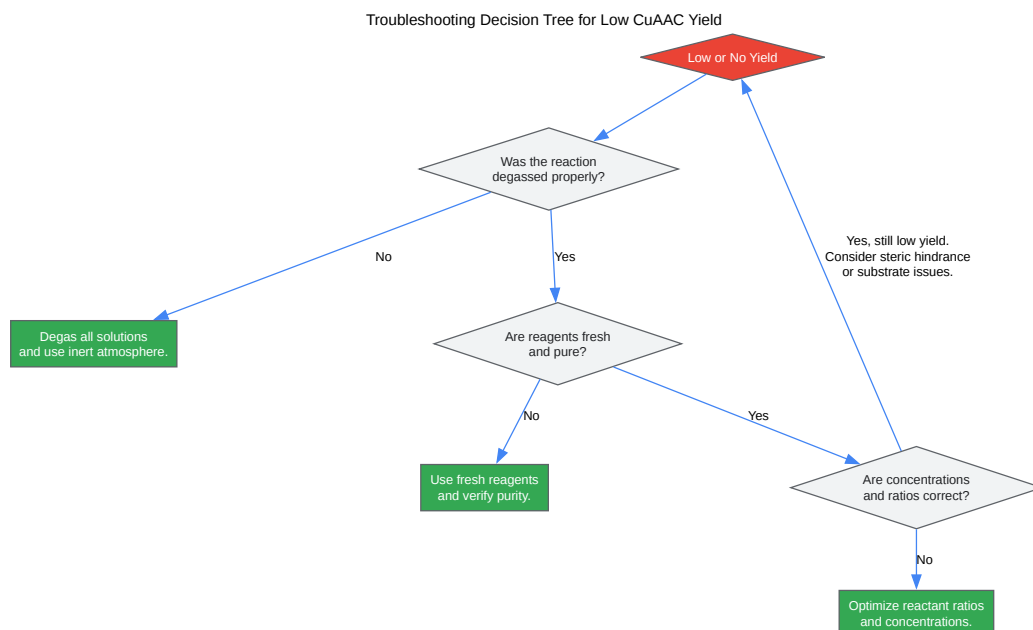 Troubleshooting Decision Tree for Low CuAAC Yield
Low or No Yield
Was the reaction
degassed properly?
No
Yes
Yes, still low yield.
Consider steric hindrance
or substrate issues.
Degas all solutions
and use inert atmosphere.
Are reagents fresh
and pure?
No
Yes
Use fresh reagents
and verify purity.
Are concentrations
and ratios correct?
No
Optimize reactant ratios
and concentrations.